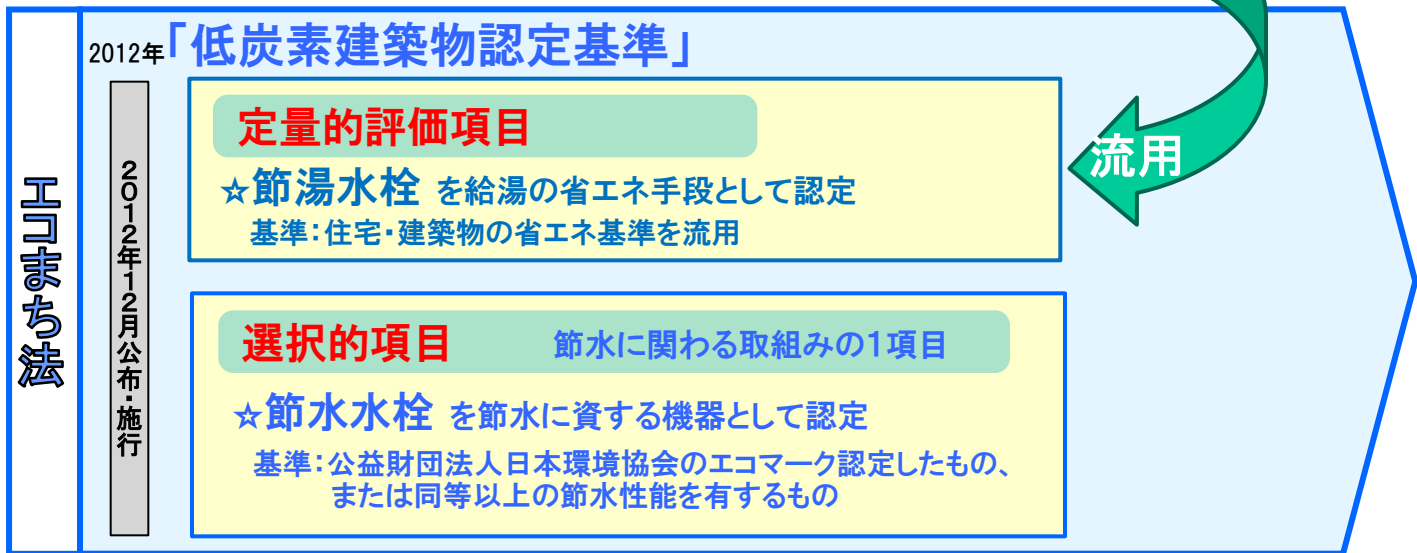 エコまち法
2012年「低炭素建築物認定基準」
2012年12月公布・施行
定量的評価項目
☆節湯水栓 を給湯の省エネ手段として認定
基準：住宅・建築物の省エネ基準を流用
流用
選択的項目 節水に関わる取組みの1項目
☆節水水栓 を節水に資する機器として認定
基準：公益財団法人日本環境協会のエコマーク認定したもの、
または同等以上の節水性能を有するもの